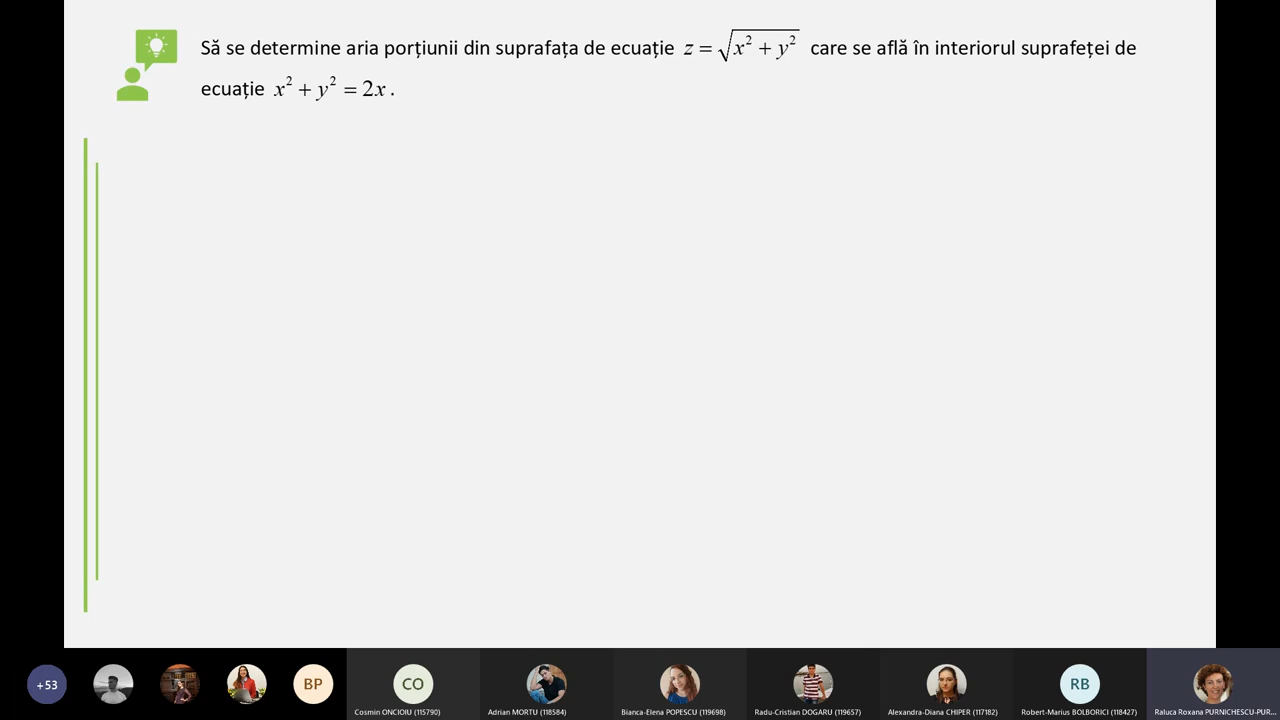 Să se determine aria porțiunii din suprafața de ecuație z = √x² + y² care se află în interiorul suprafeței de
ecuație x² + y² = 2x .
+53
BP
CO
RB
Cosmin ONCIOIU (115790)
Adrian MORTU (118584)
Bianca-Elena POPESCU (119698)
Radu-Cristian DOGARU (119657)
Alexandra-Diana CHIPER (117182)
Robert-Marius BOLBORICI (118427)
Raluca Roxana PURNICHESCU-PUR...